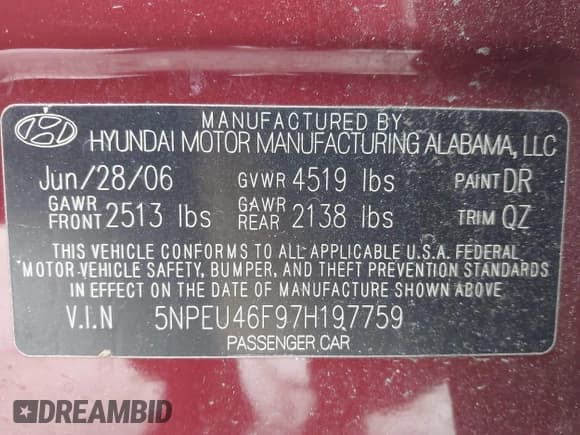 MANUFACTURED BY
HYUNDAI MOTOR MANUFACTURING ALABAMA, LLC
Jun/28/06 GVWR 4519 lbs PAINT DR
GAWR FRONT 2513 lbs GAWR REAR 2138 lbs TRIM QZ
THIS VEHICLE CONFORMS TO ALL APPLICABLE U.S.A. FEDERAL
MOTOR VEHICLE SAFETY, BUMPER, AND THEFT PREVENTION STANDARDS
IN EFFECT ON THE DATE OF MANUFACTURE SHOWN ABOVE
V.I.N 5NPEU46F97H197759
PASSENGER CAR
DREAMBID